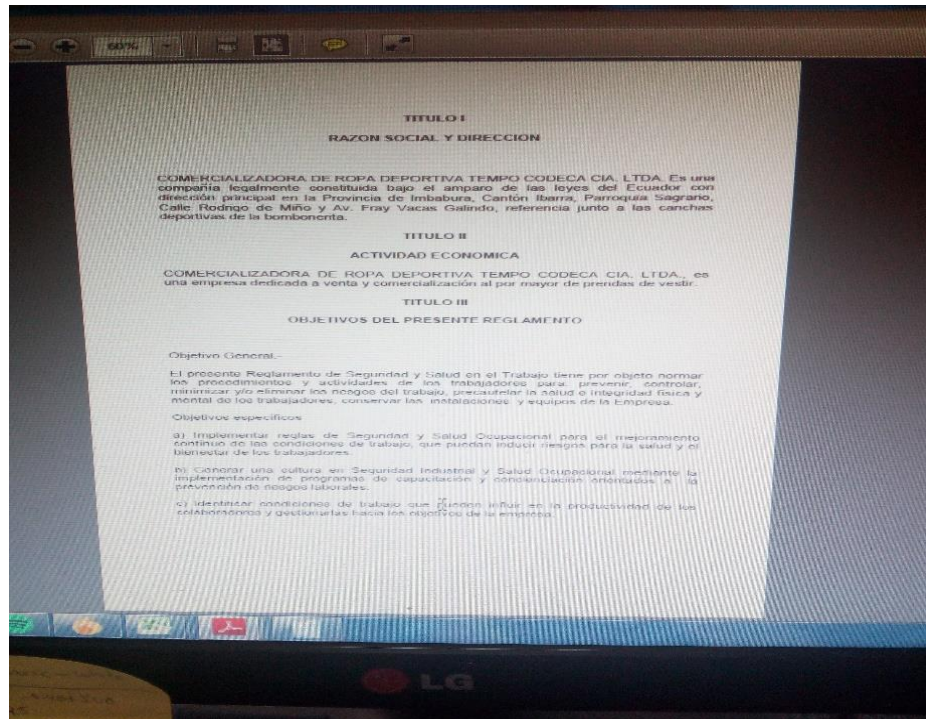 60%
TITULO I
RAZON SOCIAL Y DIRECCION
COMERCIALIZADORA DE ROPA DEPORTIVA TEMPO CODECA CIA. LTDA. Es una
compañía legalmente constituida bajo el amparo de las leyes del Ecuador con
dirección principal en la Provincia de Imbabura, Cantón Ibarra, Parroquia Sagrario,
Calle Rodrigo de Miño y Av. Fray Vacas Galindo, referencia junto a las canchas
deportivas de la bombonerita.
TITULO II
ACTIVIDAD ECONOMICA
COMERCIALIZADORA DE ROPA DEPORTIVA TEMPO CODECA CIA. LTDA., es
una empresa dedicada a venta y comercialización al por mayor de prendas de vestir.
TITULO III
OBJETIVOS DEL PRESENTE REGLAMENTO
Objetivo General.-
El presente Reglamento de Seguridad y Salud en el Trabajo tiene por objeto normar
los procedimientos y actividades de los trabajadores para: prevenir, controlar,
minimizar y/o eliminar los riesgos del trabajo, precautelar la salud e integridad física y
mental de los trabajadores, conservar las instalaciones y equipos de la Empresa.
Objetivos específicos
a) Implementar reglas de Seguridad y Salud Ocupacional para el mejoramiento
continuo de las condiciones de trabajo, que puedan inducir riesgos para la salud y el
bienestar de los trabajadores.
b) Generar una cultura en Seguridad Industrial y Salud Ocupacional mediante la
implementación de programas de capacitación y concienciación orientados a la
prevención de riesgos laborales.
c) Identificar condiciones de trabajo que pueden influir en la productividad de los
colaboradores y gestionarlas hacia los objetivos de la empresa.
LG